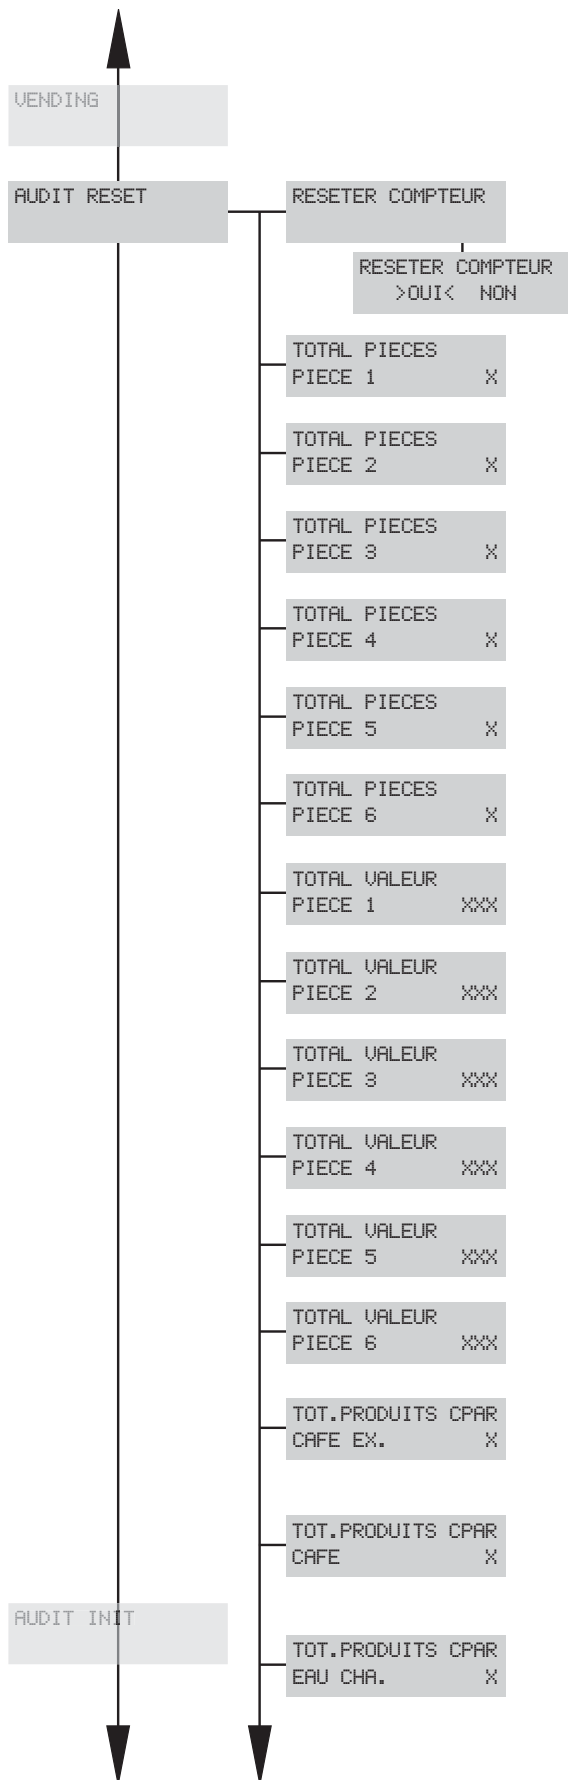 VENDING
AUDIT RESET
RESETER COMPTEUR
RESETER COMPTEUR
>OUI< NON
TOTAL PIECES
PIECE 1 X
TOTAL PIECES
PIECE 2 X
TOTAL PIECES
PIECE 3 X
TOTAL PIECES
PIECE 4 X
TOTAL PIECES
PIECE 5 X
TOTAL PIECES
PIECE 6 X
TOTAL VALEUR
PIECE 1 XXX
TOTAL VALEUR
PIECE 2 XXX
TOTAL VALEUR
PIECE 3 XXX
TOTAL VALEUR
PIECE 4 XXX
TOTAL VALEUR
PIECE 5 XXX
TOTAL VALEUR
PIECE 6 XXX
TOT.PRODUITS CPAR
CAFE EX. X
TOT.PRODUITS CPAR
CAFE X
AUDIT INIT
TOT.PRODUITS CPAR
EAU CHA. X